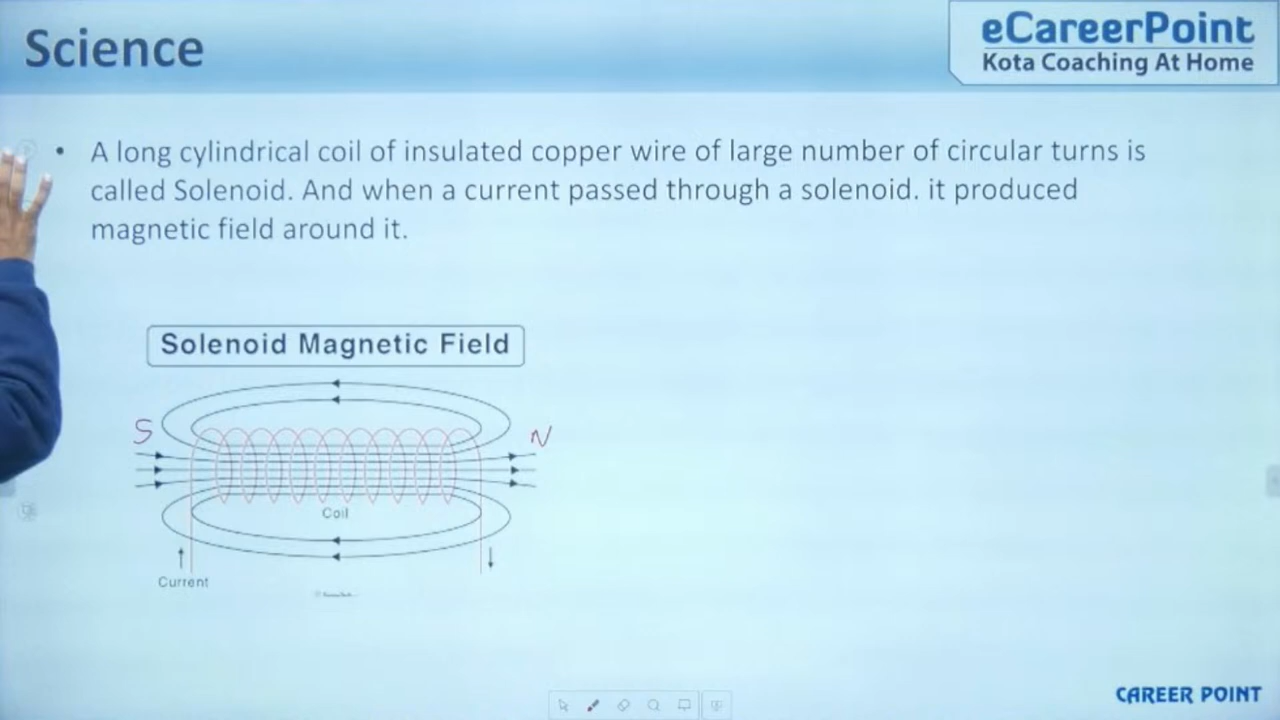 Science
eCareerPoint
Kota Coaching At Home
• A long cylindrical coil of insulated copper wire of large number of circular turns is
called Solenoid. And when a current passed through a solenoid. it produced
magnetic field around it.
Solenoid Magnetic Field
S
N
Coil
Current
CAREER POINT